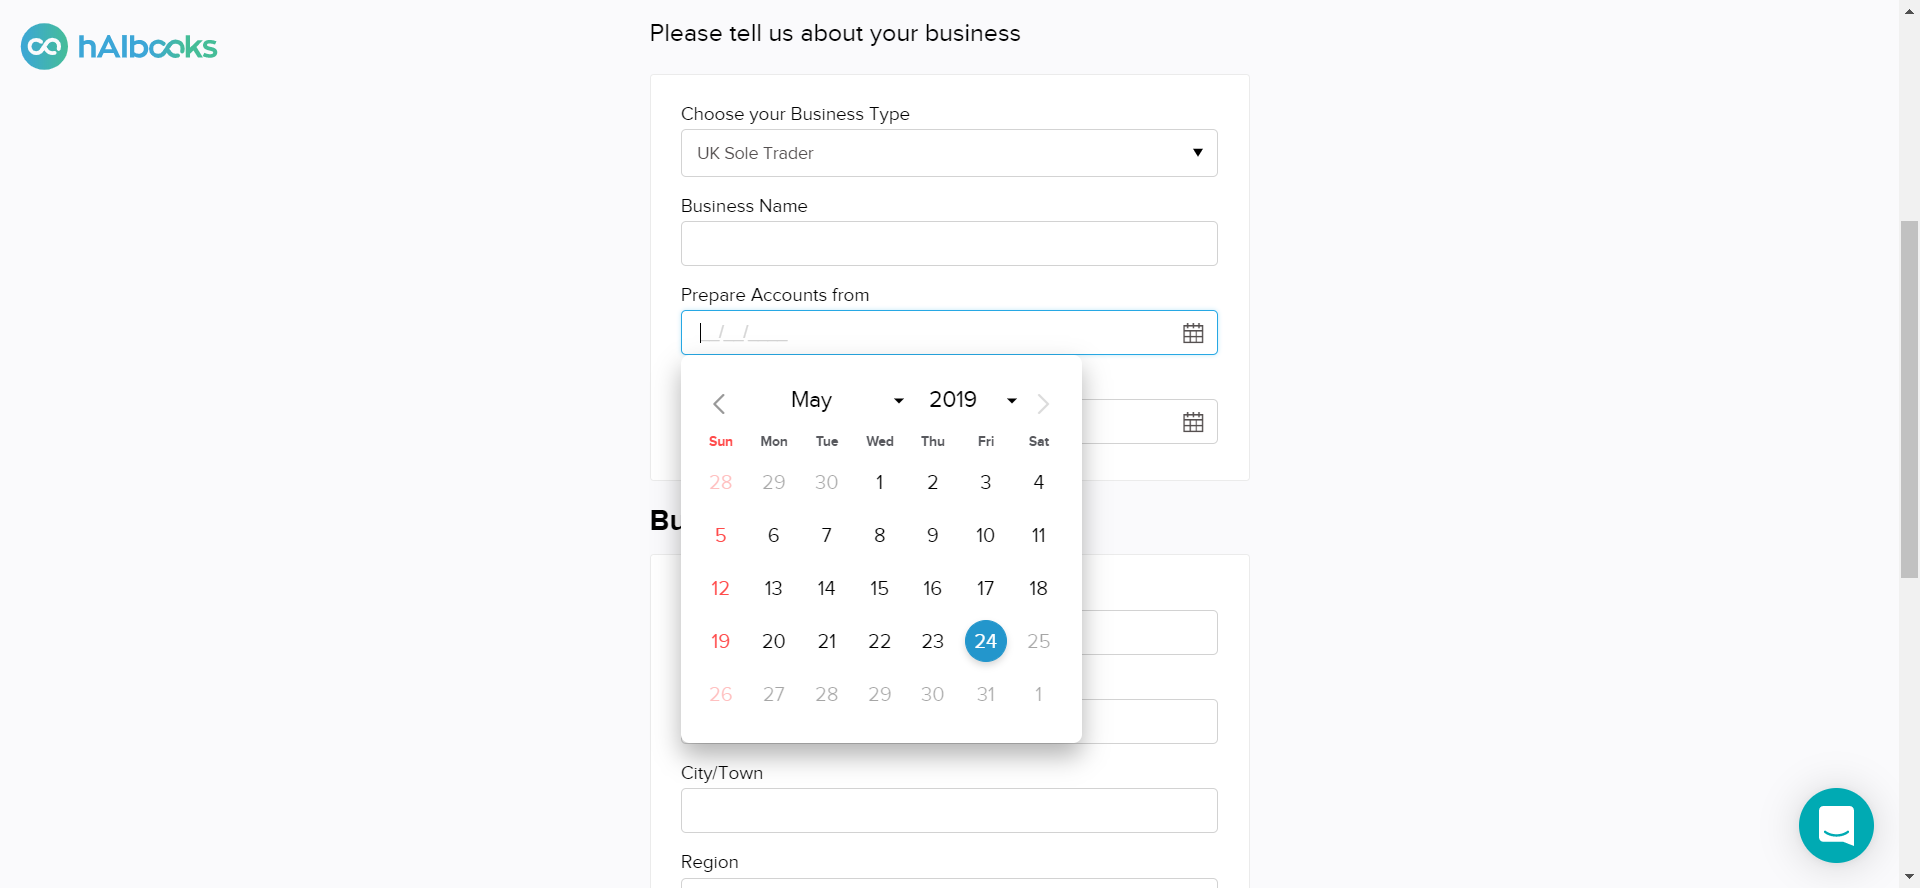 hAIbooks
Please tell us about your business
Choose your Business Type
UK Sole Trader
Business Name
Prepare Accounts from
__/__/____
May 2019
Sun Mon Tue Wed Thu Fri Sat
28 29 30 1 2 3 4
5 6 7 8 9 10 11
12 13 14 15 16 17 18
19 20 21 22 23 24 25
26 27 28 29 30 31 1
Bu
City/Town
Region